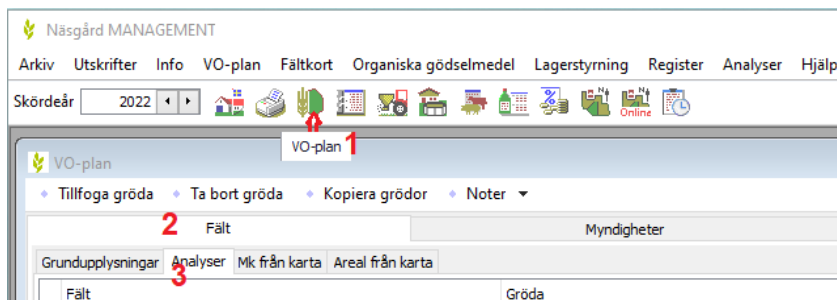 Näsgård MANAGEMENT
Arkiv Utskrifter Info VO-plan Fältkort Organiska gödselmedel Lagerstyrning Register Analyser Hjälp
Skördeår 2022
Online
VO-plan 1
VO-plan
Tillfoga gröda Ta bort gröda Kopiera grödor Noter
2 Fält Myndigheter
Grundupplysningar Analyser Mk från karta Areal från karta
3
Fält Gröda